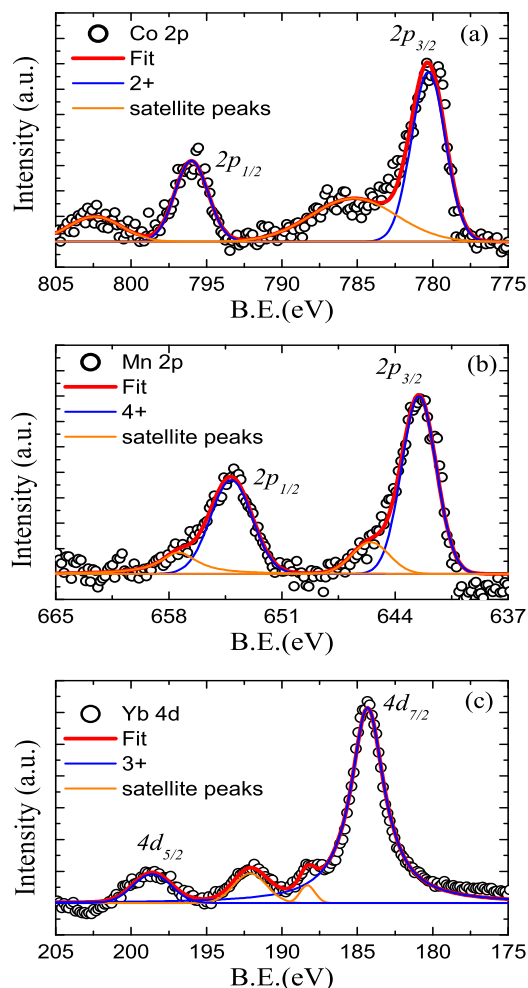 Co 2p
Fit
2+
satellite peaks
2p1/2
2p3/2
(a)
Intensity (a.u.)
805 800 795 790 785 780 775
B.E.(eV)
Mn 2p
Fit
4+
satellite peaks
2p1/2
2p3/2
(b)
Intensity (a.u.)
665 658 651 644 637
B.E.(eV)
Yb 4d
Fit
3+
satellite peaks
4d5/2
4d7/2
(c)
Intensity (a.u.)
205 200 195 190 185 180 175
B.E.(eV)